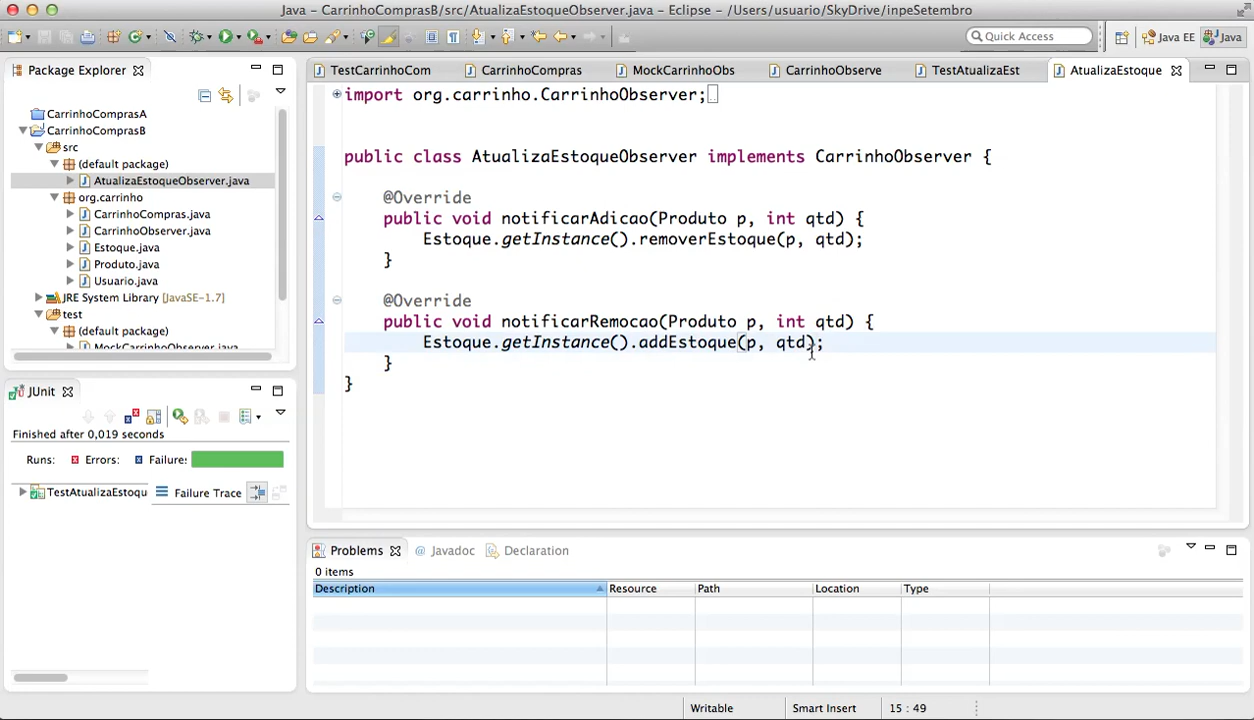 Java - CarrinhoComprasB/src/AtualizaEstoqueObserver.java - Eclipse - /Users/usuario/SkyDrive/inpeSetembro
Quick Access
Java EE
Java
Package Explorer
CarrinhoComprasA
CarrinhoComprasB
src
(default package)
AtualizaEstoqueObserver.java
org.carrinho
CarrinhoCompras.java
CarrinhoObserver.java
Estoque.java
Produto.java
Usuario.java
JRE System Library [JavaSE-1.7]
test
(default package)
MockCarrinhoObserver.java
JUnit
Finished after 0,019 seconds
Runs: Errors: Failure:
TestAtualizaEstoqu
Failure Trace
TestCarrinhoCom
CarrinhoCompras
MockCarrinhoObs
CarrinhoObserve
TestAtualizaEst
AtualizaEstoque
import org.carrinho.CarrinhoObserver;
public class AtualizaEstoqueObserver implements CarrinhoObserver {
@Override
public void notificarAdicao(Produto p, int qtd) {
Estoque.getInstance().removerEstoque(p, qtd);
}
@Override
public void notificarRemocao(Produto p, int qtd) {
Estoque.getInstance().addEstoque(p, qtd);
}
}
Problems
@ Javadoc
Declaration
0 items
Description Resource Path Location Type
Writable Smart Insert 15 : 49